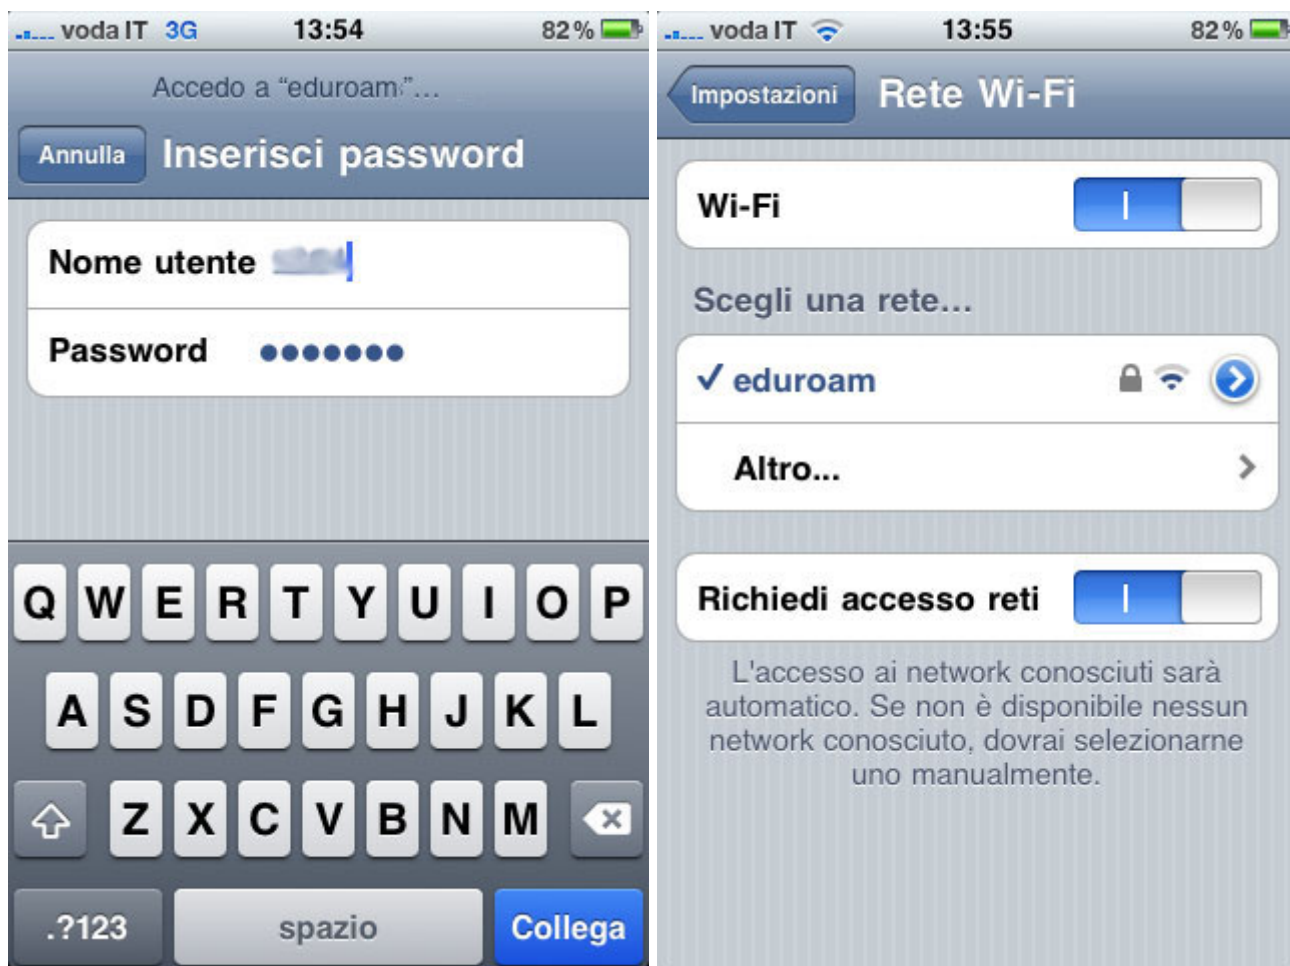 voda IT 3G 13:54 82%
Accedo a “eduroam”...
Annulla Inserisci password
Nome utente
Password
Q W E R T Y U I O P
A S D F G H J K L
Z X C V B N M
.?123 spazio Collega
voda IT 13:55 82%
Impostazioni Rete Wi-Fi
Wi-Fi
Scegli una rete...
eduroam
Altro...
Richiedi accesso reti
L'accesso ai network conosciuti sarà
automatico. Se non è disponibile nessun
network conosciuto, dovrai selezionarne
uno manualmente.